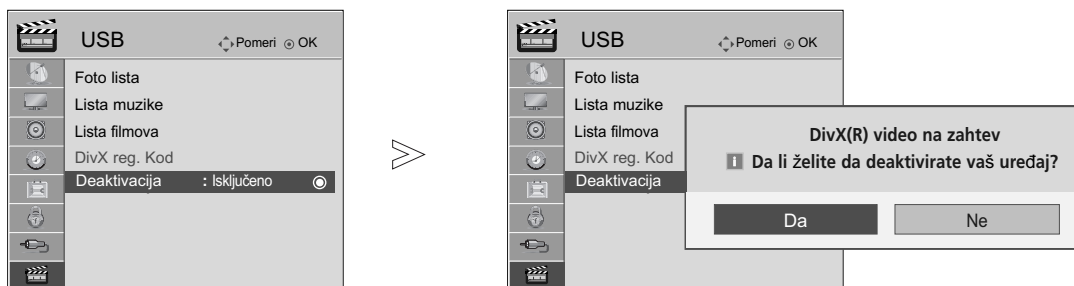 USB Pomeri OK
Foto lista
Lista muzike
Lista filmova
DivX reg. Kod
Deaktivacija : Isključeno
USB Pomeri OK
Foto lista
Lista muzike
Lista filmova
DivX reg. Kod
Deaktivacija
DivX(R) video na zahtev
i Da li želite da deaktivirate vaš uređaj?
Da Ne